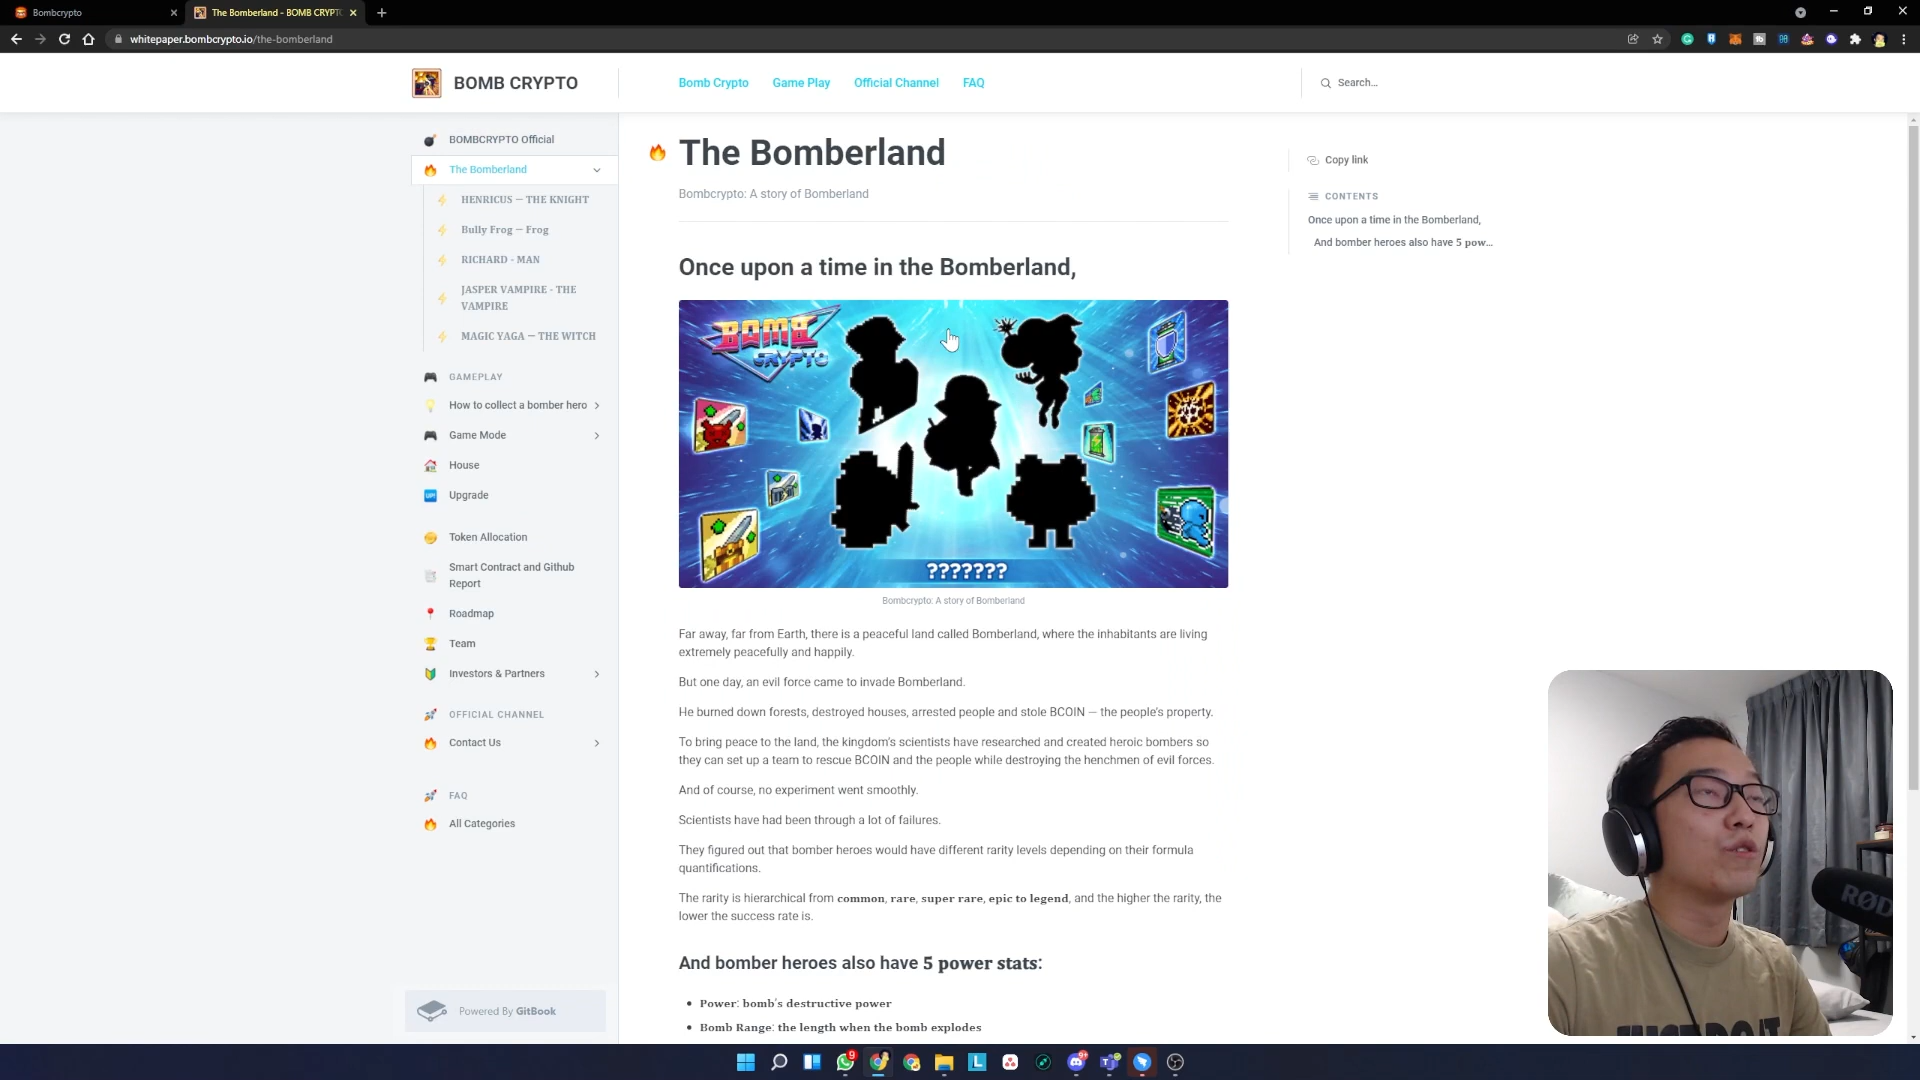 Bombcrypto
The Bomberland - BOMB CRYPT
whitepaper.bombcrypto.io/the-bomberland
BOMB CRYPTO
Bomb Crypto
Game Play
Official Channel
FAQ
Search…
BOMBCRYPTO Official
The Bomberland
HENRICUS — THE KNIGHT
Bully Frog — Frog
RICHARD - MAN
JASPER VAMPIRE - THE
VAMPIRE
MAGIC YAGA — THE WITCH
GAMEPLAY
How to collect a bomber hero
Game Mode
House
Upgrade
Token Allocation
Smart Contract and Github
Report
Roadmap
Team
Investors & Partners
OFFICIAL CHANNEL
Contact Us
FAQ
All Categories
Powered By GitBook
The Bomberland
Bombcrypto: A story of Bomberland
Once upon a time in the Bomberland,
BOMB
CRYPTO
???????
Bombcrypto: A story of Bomberland
Far away, far from Earth, there is a peaceful land called Bomberland, where the inhabitants are living
extremely peacefully and happily.
But one day, an evil force came to invade Bomberland.
He burned down forests, destroyed houses, arrested people and stole BCOIN — the people's property.
To bring peace to the land, the kingdom's scientists have researched and created heroic bombers so
they can set up a team to rescue BCOIN and the people while destroying the henchmen of evil forces.
And of course, no experiment went smoothly.
Scientists have had been through a lot of failures.
They figured out that bomber heroes would have different rarity levels depending on their formula
quantifications.
The rarity is hierarchical from common, rare, super rare, epic to legend, and the higher the rarity, the
lower the success rate is.
And bomber heroes also have 5 power stats:
Power: bomb's destructive power
Bomb Range: the length when the bomb explodes
Copy link
CONTENTS
Once upon a time in the Bomberland,
And bomber heroes also have 5 pow…
RØD
JUST DO IT